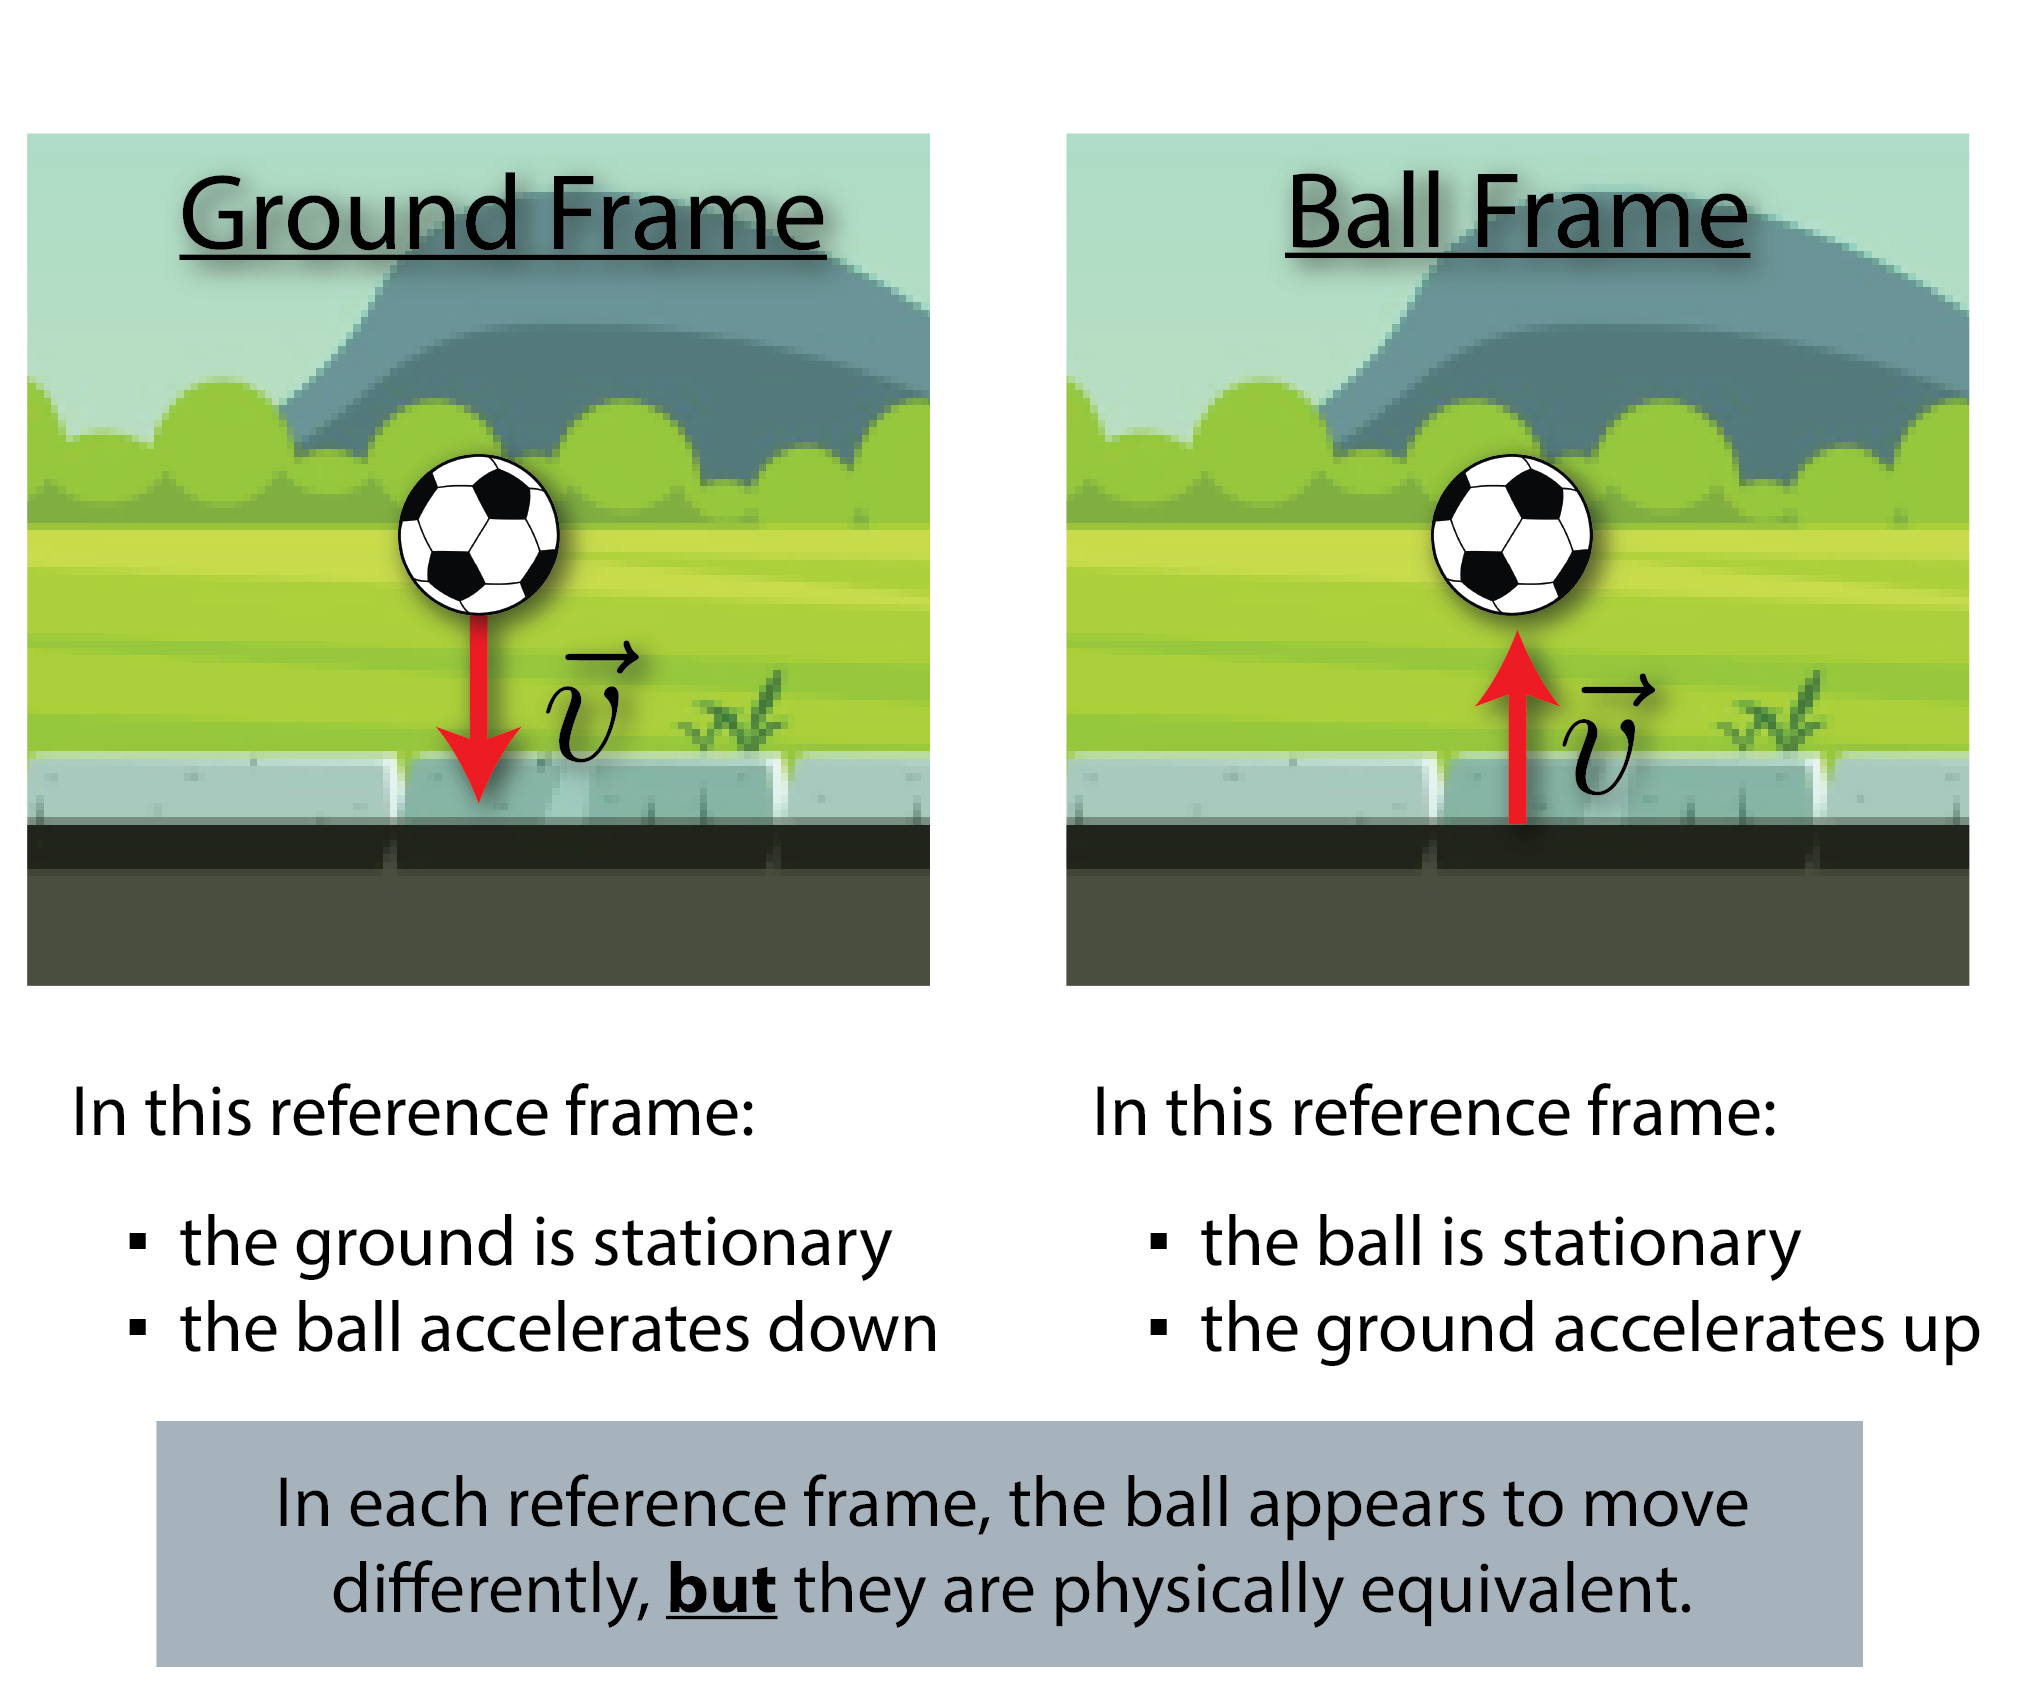 Ground Frame
v⃗
In this reference frame:
▪ the ground is stationary
▪ the ball accelerates down
Ball Frame
v⃗
In this reference frame:
▪ the ball is stationary
▪ the ground accelerates up
In each reference frame, the ball appears to move
differently, but they are physically equivalent.